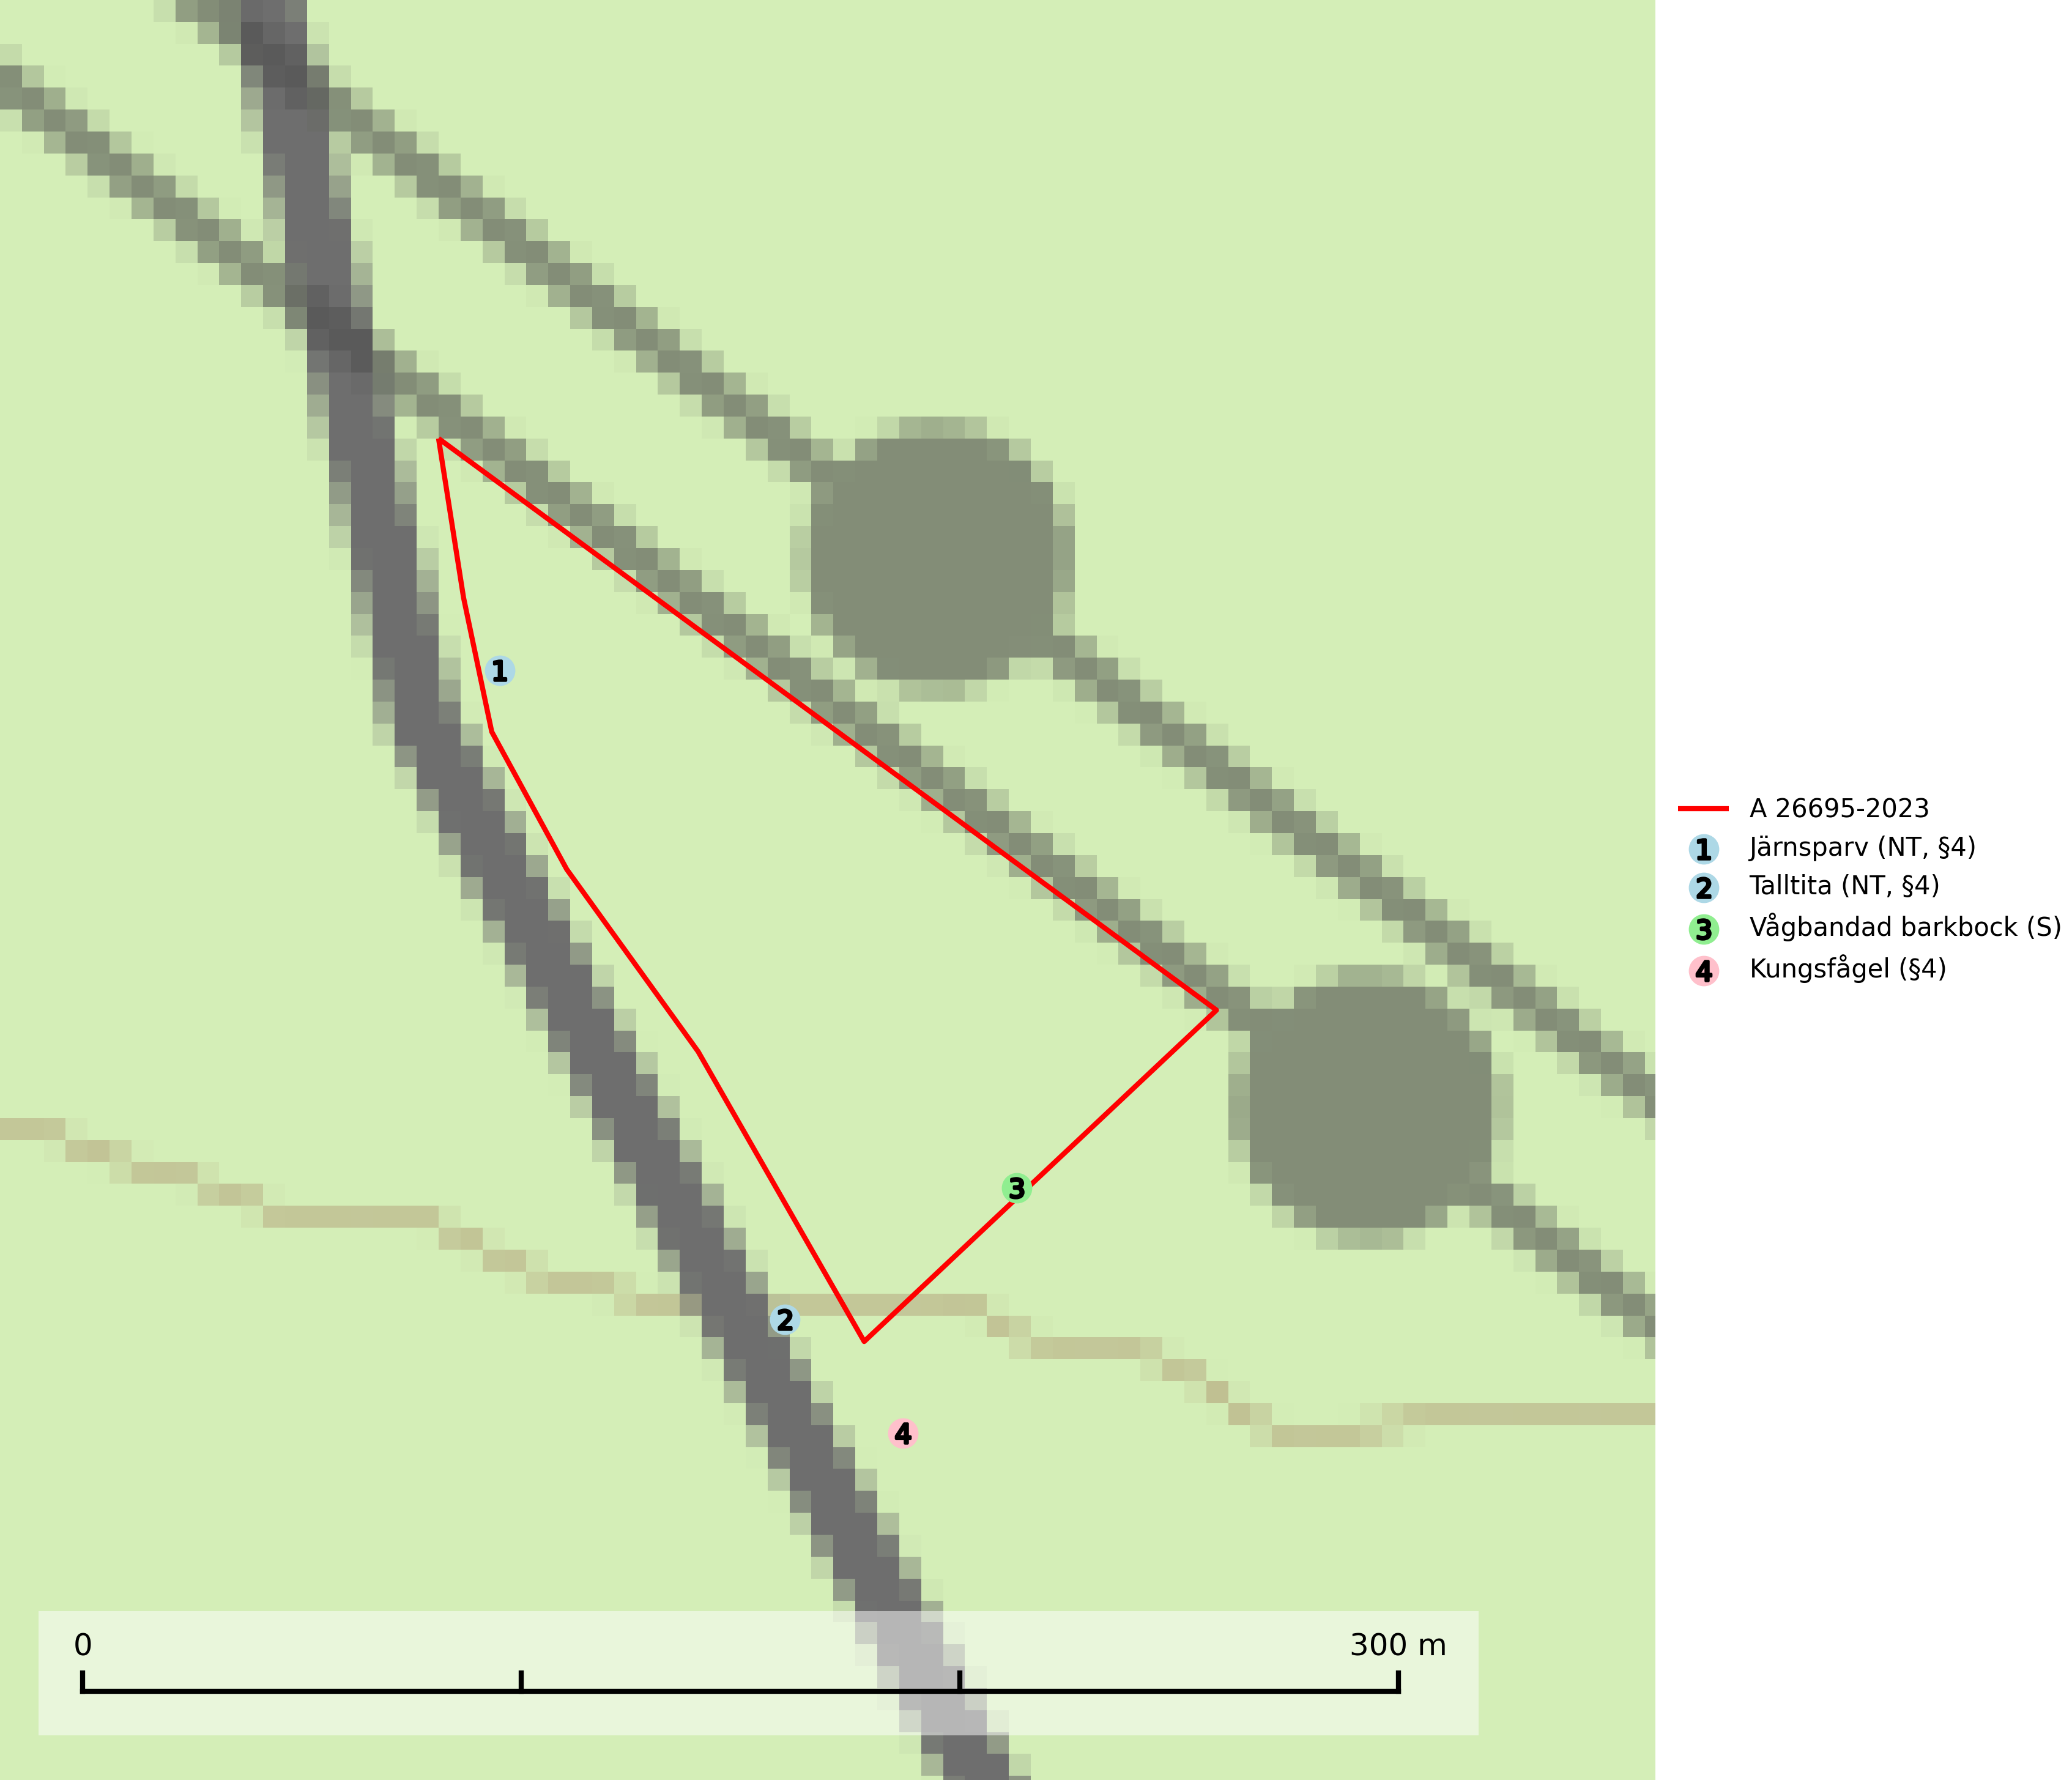 1
2
3
4
0
300 m
A 26695-2023
1 Järnsparv (NT, §4)
2 Talltita (NT, §4)
3 Vågbandad barkbock (S)
4 Kungsfågel (§4)